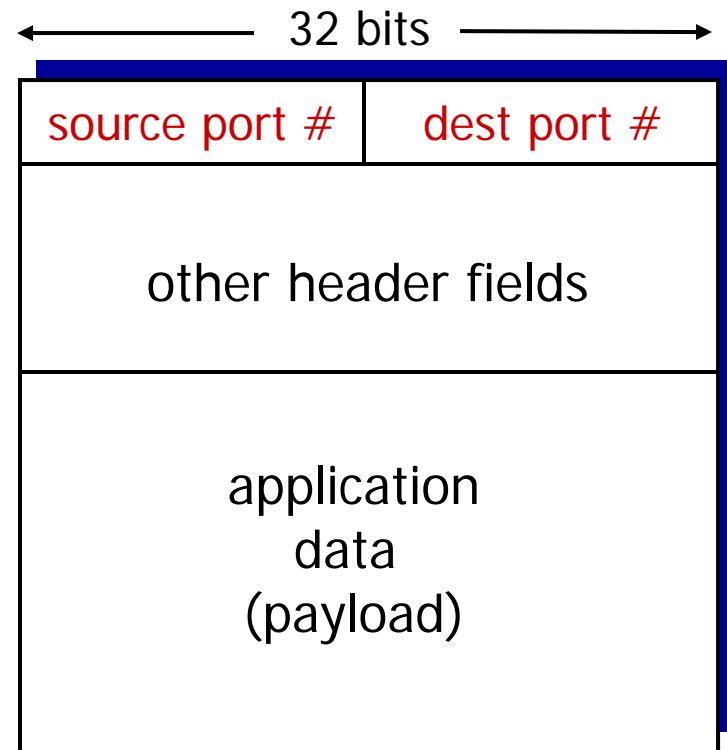 32 bits
source port # dest port #
other header fields
application
data
(payload)